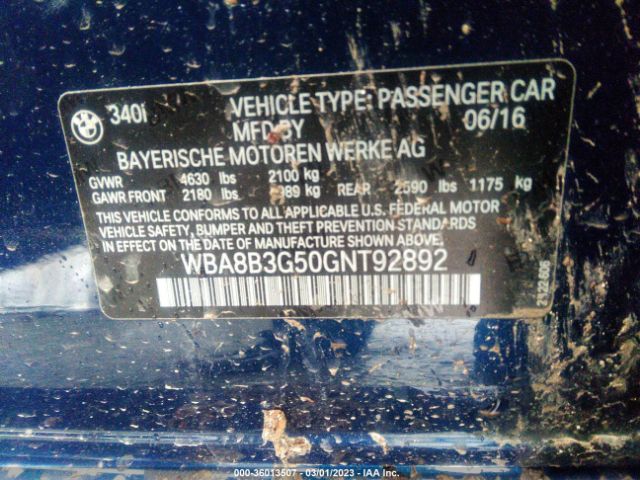 BMW
340i VEHICLE TYPE: PASSENGER CAR
MFD BY 06/16
BAYERISCHE MOTOREN WERKE AG
GVWR 4630 lbs 2100 kg
GAWR FRONT 2180 lbs 989 kg REAR 2590 lbs 1175 kg
THIS VEHICLE CONFORMS TO ALL APPLICABLE U.S. FEDERAL MOTOR
VEHICLE SAFETY, BUMPER AND THEFT PREVENTION STANDARDS
IN EFFECT ON THE DATE OF MANUFACTURE SHOWN ABOVE.
WBA8B3G50GNT92892
000-36013507 - 03/01/2023 - IAA Inc.